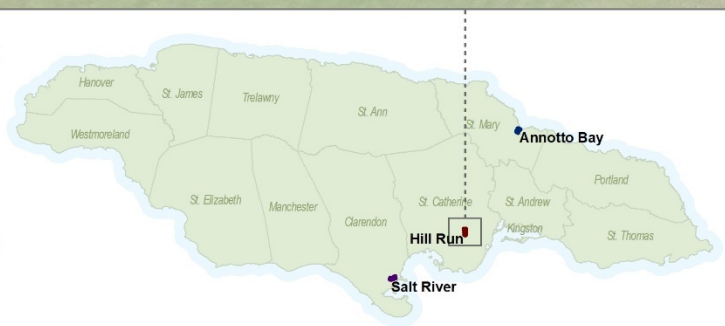 Hanover
St. James
Trelawny
St. Ann
St. Mary
Annotto Bay
Westmoreland
Portland
St. Elizabeth
Manchester
Clarendon
St. Catherine
St. Andrew
Kingston
St. Thomas
Hill Run
Salt River